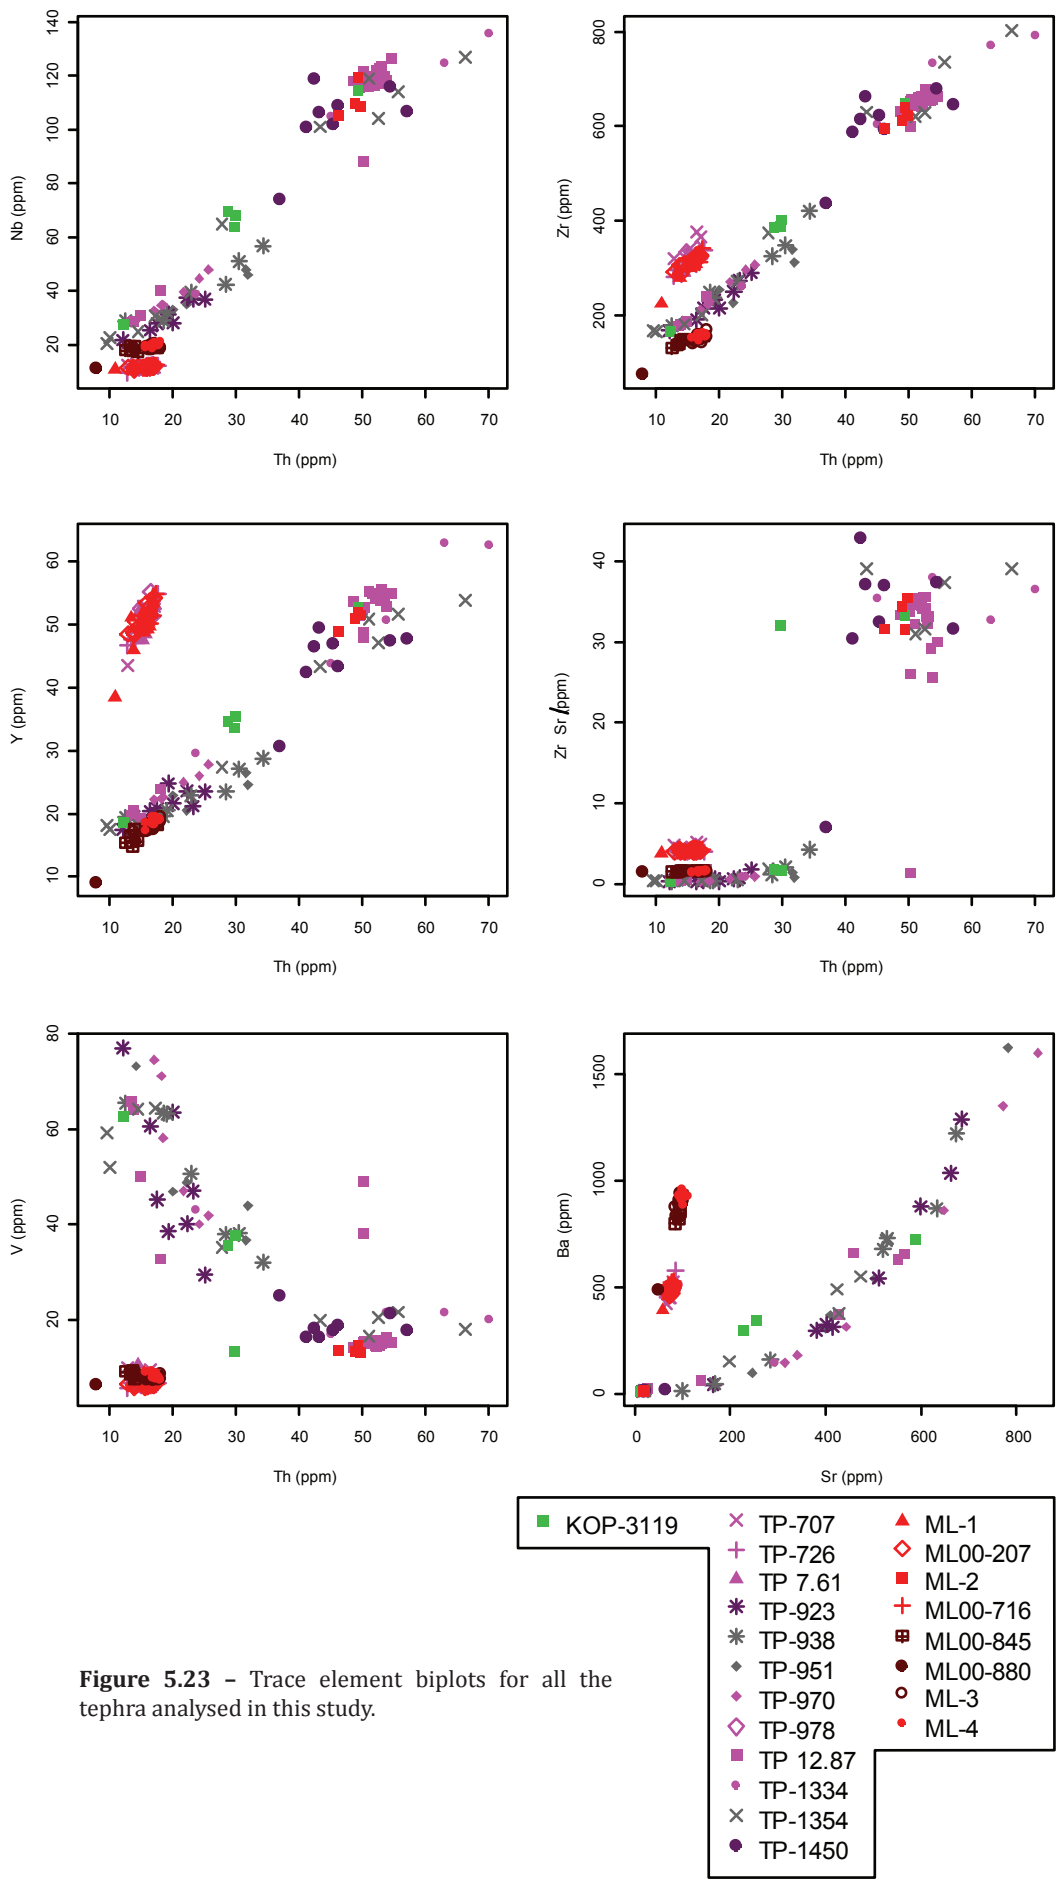 140
120
100
80
60
40
20
Nb (ppm)
10 20 30 40 50 60 70
Th (ppm)
800
600
400
200
Zr (ppm)
10 20 30 40 50 60 70
Th (ppm)
60
50
40
30
20
10
Y (ppm)
10 20 30 40 50 60 70
Th (ppm)
40
30
20
10
0
Zr Sr/ppm)
10 20 30 40 50 60 70
Th (ppm)
80
60
40
20
V (ppm)
10 20 30 40 50 60 70
Th (ppm)
1500
1000
500
0
Ba (ppm)
0 200 400 600 800
Sr (ppm)
KOP-3119
TP-707
TP-726
TP 7.61
TP-923
TP-938
TP-951
TP-970
TP-978
TP 12.87
TP-1334
TP-1354
TP-1450
ML-1
ML00-207
ML-2
ML00-716
ML00-845
ML00-880
ML-3
ML-4
Figure 5.23 – Trace element biplots for all the
tephra analysed in this study.